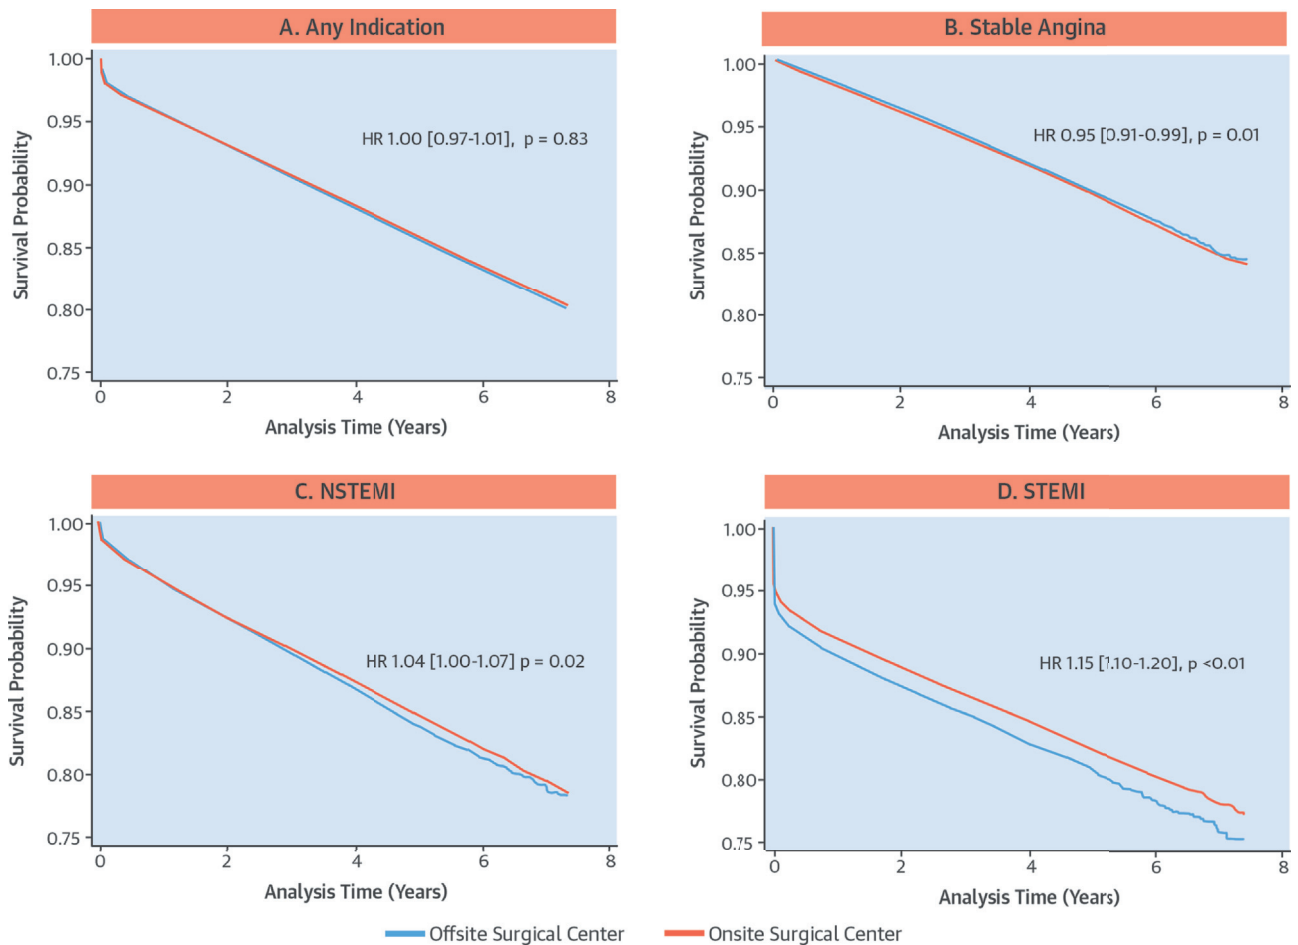 A. Any Indication
1.00
0.95
0.90
0.85
0.80
0.75
Survival Probability
HR 1.00 [0.97-1.01], p = 0.83
0 2 4 6 8
Analysis Time (Years)
B. Stable Angina
1.00
0.95
0.90
0.85
0.80
0.75
Survival Probability
HR 0.95 [0.91-0.99], p = 0.01
0 2 4 6 8
Analysis Time (Years)
C. NSTEMI
1.00
0.95
0.90
0.85
0.80
0.75
Survival Probability
HR 1.04 [1.00-1.07] p = 0.02
0 2 4 6 8
Analysis Time (Years)
D. STEMI
1.00
0.95
0.90
0.85
0.80
0.75
Survival Probability
HR 1.15 [1.10-1.20], p <0.01
0 2 4 6 8
Analysis Time (Years)
Offsite Surgical Center
Onsite Surgical Center